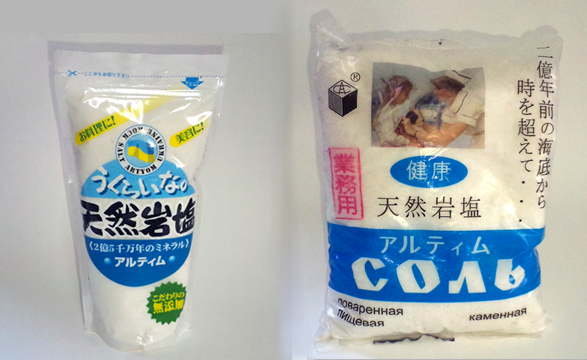 お料理に!
美容に!
UKRAINE ROCK SALT ARTYOM
うくらいなの
天然岩塩
(2億5千万年のミネラル)
アルティム
こだわりの
無添加
®
二億年前の海底から
時を超えて・・・
健康
業務用
天然岩塩
アルティム
СОЛЬ
поваренная
пищевая
каменная